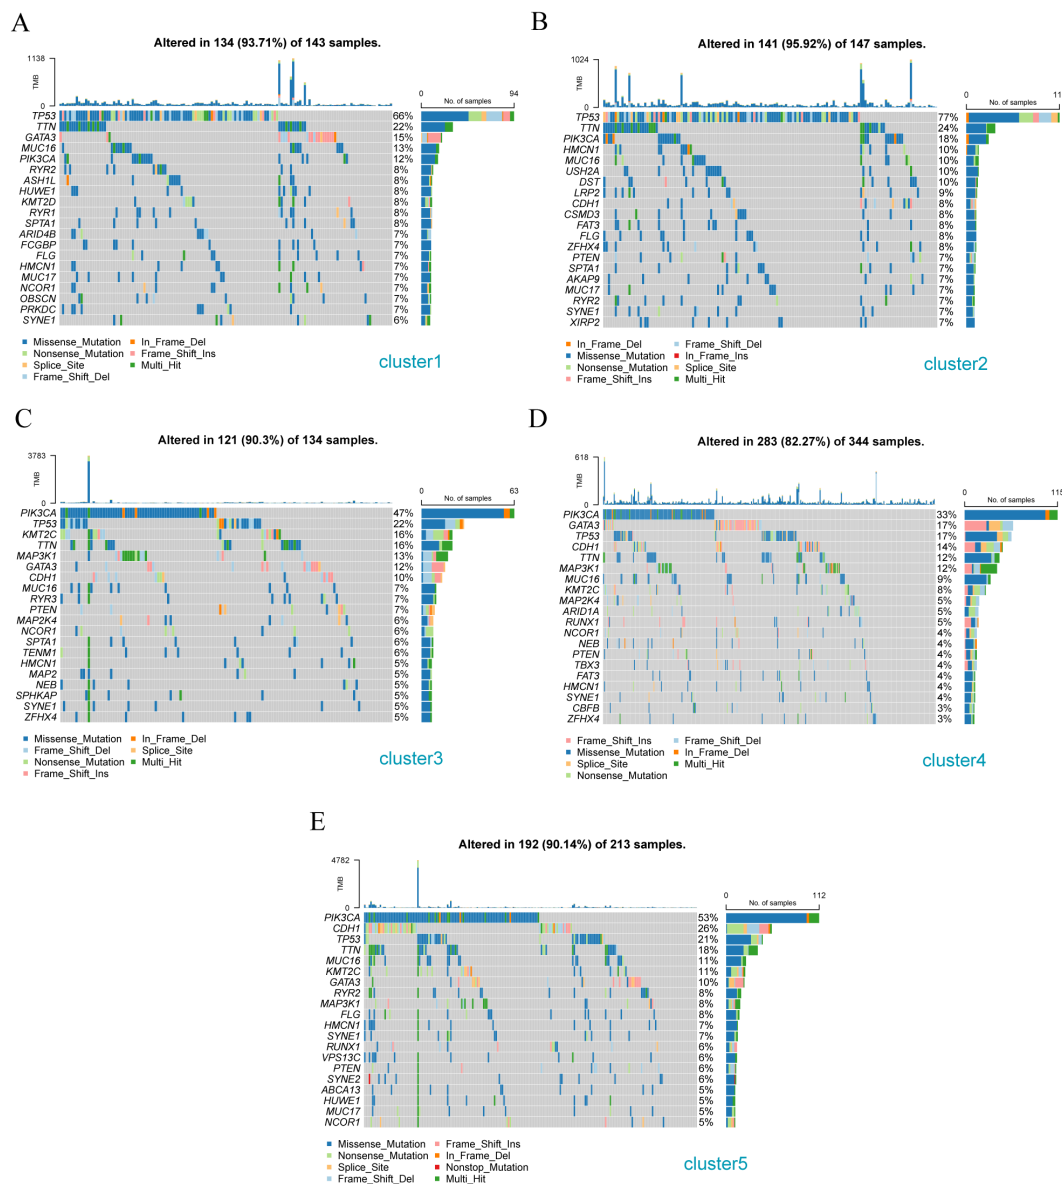 A
Altered in 134 (93.71%) of 143 samples.
1138
TMB
0
0
No. of samples
94
TP53 66%
TTN 22%
GATA3 15%
MUC16 13%
PIK3CA 12%
RYR2 8%
ASH1L 8%
HUWE1 8%
KMT2D 8%
RYR1 8%
SPTA1 8%
ARID4B 7%
FCGBP 7%
FLG 7%
HMCN1 7%
MUC17 7%
NCOR1 7%
OBSCN 7%
PRKDC 7%
SYNE1 6%
Missense_Mutation In_Frame_Del
Nonsense_Mutation Frame_Shift_Ins
Splice_Site Multi_Hit
Frame_Shift_Del
cluster1
B
Altered in 141 (95.92%) of 147 samples.
1024
TMB
0
0
No. of samples
11
TP53 77%
TTN 24%
PIK3CA 18%
HMCN1 10%
MUC16 10%
USH2A 10%
DST 10%
LRP2 9%
CDH1 8%
CSMD3 8%
FAT3 8%
FLG 8%
ZFHX4 8%
PTEN 7%
SPTA1 7%
AKAP9 7%
MUC17 7%
RYR2 7%
SYNE1 7%
XIRP2 7%
In_Frame_Del Frame_Shift_Del
Missense_Mutation In_Frame_Ins
Nonsense_Mutation Splice_Site
Frame_Shift_Ins Multi_Hit
cluster2
C
Altered in 121 (90.3%) of 134 samples.
3783
TMB
0
0
No. of samples
63
PIK3CA 47%
TP53 22%
KMT2C 16%
TTN 16%
MAP3K1 13%
GATA3 12%
CDH1 10%
MUC16 7%
RYR3 7%
PTEN 7%
MAP2K4 6%
NCOR1 6%
SPTA1 6%
TENM1 6%
HMCN1 5%
MAP2 5%
NEB 5%
SPHKAP 5%
SYNE1 5%
ZFHX4 5%
Missense_Mutation In_Frame_Del
Frame_Shift_Del Splice_Site
Nonsense_Mutation Multi_Hit
Frame_Shift_Ins
cluster3
D
Altered in 283 (82.27%) of 344 samples.
618
TMB
0
0
No. of samples
115
PIK3CA 33%
GATA3 17%
TP53 17%
CDH1 14%
TTN 12%
MAP3K1 12%
MUC16 9%
KMT2C 8%
MAP2K4 5%
ARID1A 5%
RUNX1 5%
NCOR1 4%
NEB 4%
PTEN 4%
TBX3 4%
FAT3 4%
HMCN1 4%
SYNE1 4%
CBFB 3%
ZFHX4 3%
Frame_Shift_Ins Frame_Shift_Del
Missense_Mutation In_Frame_Del
Splice_Site Multi_Hit
Nonsense_Mutation
cluster4
E
Altered in 192 (90.14%) of 213 samples.
4782
TMB
0
0
No. of samples
112
PIK3CA 53%
CDH1 26%
TP53 21%
TTN 18%
MUC16 11%
KMT2C 11%
GATA3 10%
RYR2 8%
MAP3K1 8%
FLG 8%
HMCN1 7%
SYNE1 7%
RUNX1 6%
VPS13C 6%
PTEN 6%
SYNE2 6%
ABCA13 5%
HUWE1 5%
MUC17 5%
NCOR1 5%
Missense_Mutation Frame_Shift_Ins
Nonsense_Mutation In_Frame_Del
Splice_Site Nonstop_Mutation
Frame_Shift_Del Multi_Hit
cluster5